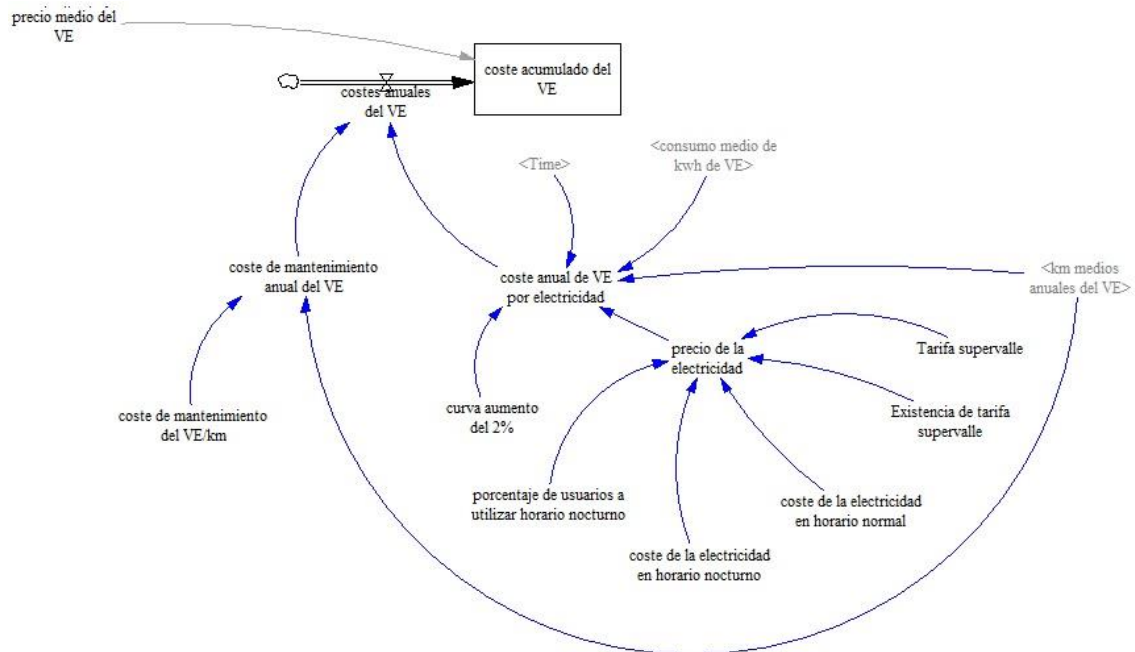 precio medio del
VE
coste acumulado del
VE
costes anuales
del VE
<Time>
<consumo medio de
kwh de VE>
coste de mantenimiento
anual del VE
coste anual de VE
por electricidad
<km medios
anuales del VE>
precio de la
electricidad
Tarifa supervalle
coste de mantenimiento
del VE/km
curva aumento
del 2%
Existencia de tarifa
supervalle
porcentaje de usuarios a
utilizar horario nocturno
coste de la electricidad
en horario normal
coste de la electricidad
en horario nocturno